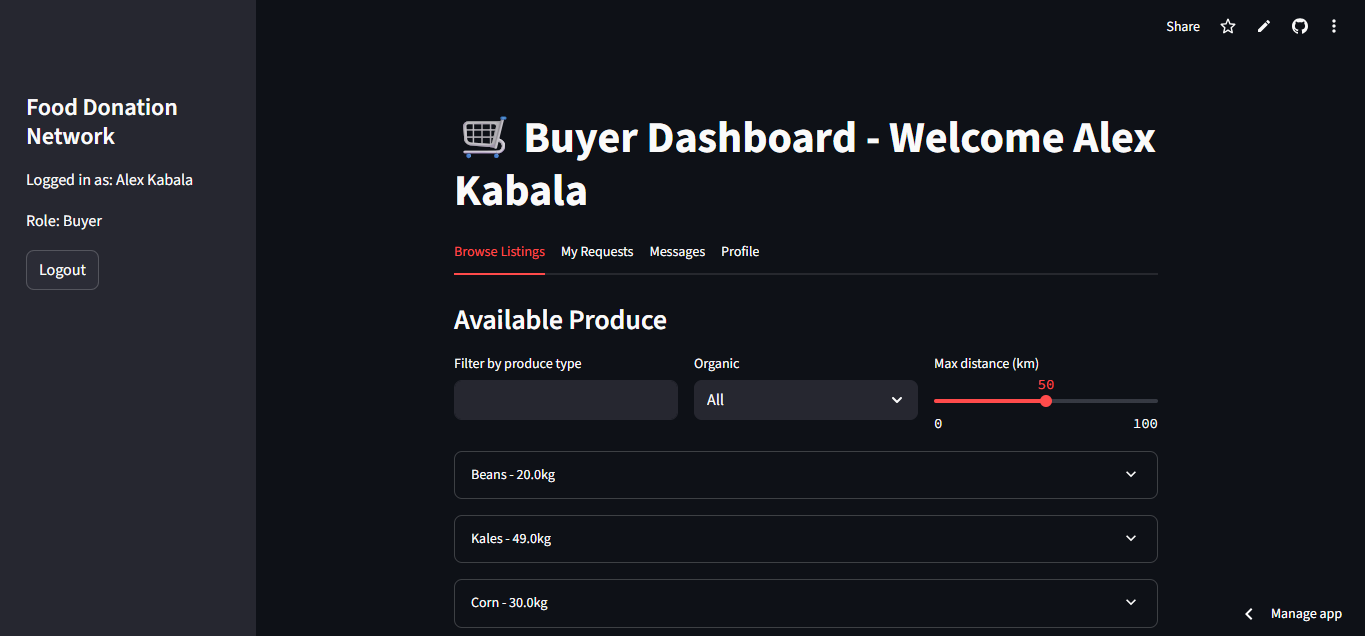 Share
Food Donation
Network
Logged in as: Alex Kabala
Role: Buyer
Logout
Buyer Dashboard - Welcome Alex
Kabala
Browse Listings My Requests Messages Profile
Available Produce
Filter by produce type Organic Max distance (km)
50
All
0 100
Beans - 20.0kg
Kales - 49.0kg
Corn - 30.0kg
Manage app